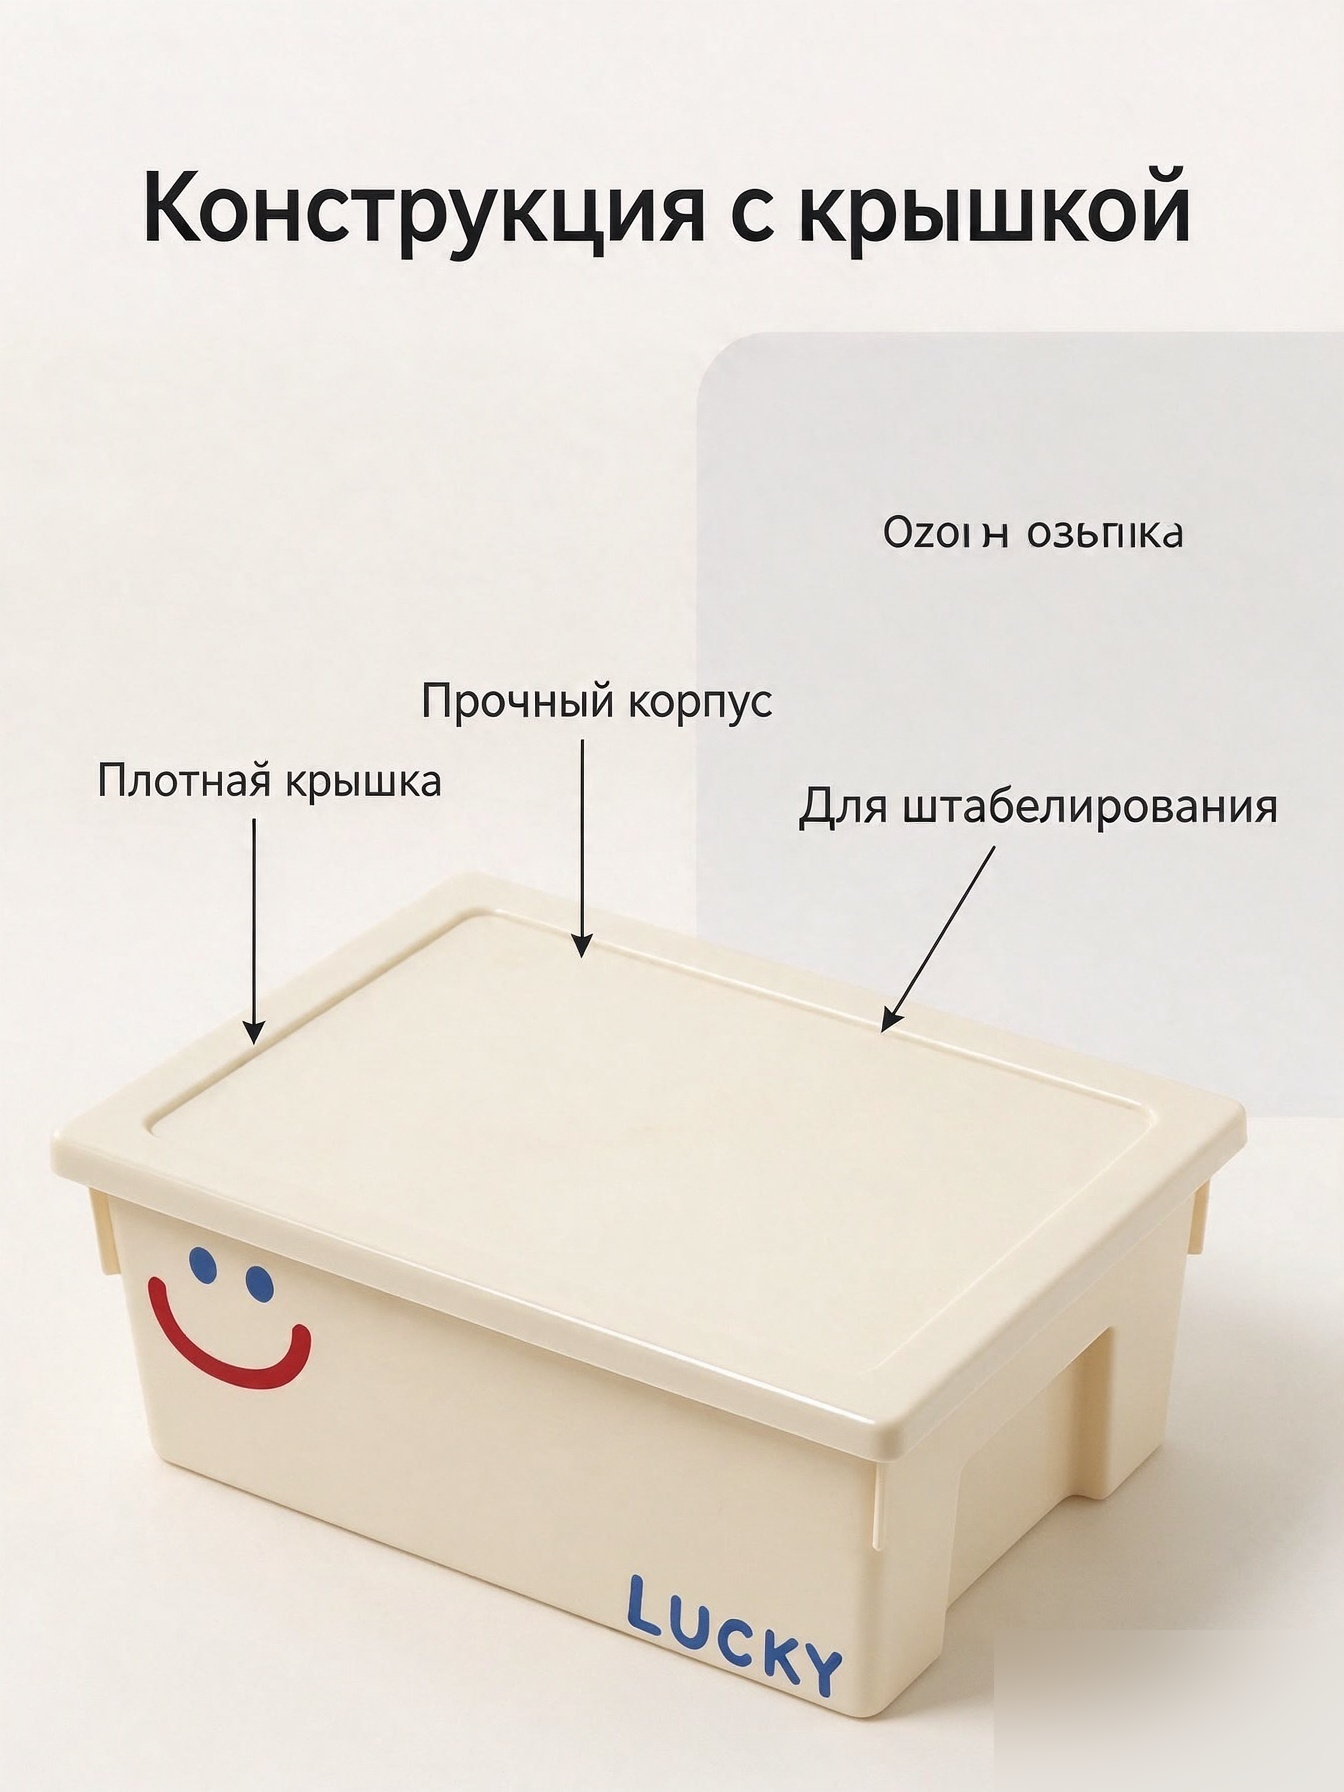 Конструкция с крышкой
Прочный корпус
Плотная крышка
Для штабелирования
LUCKY